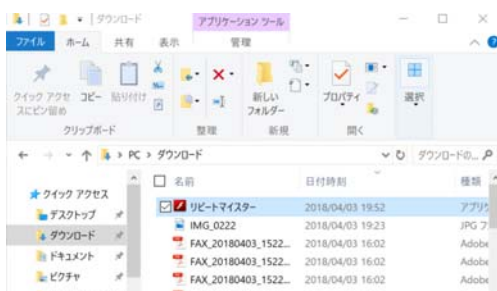 ダウンロード
アプリケーション ツール
ファイル ホーム 共有 表示 管理
クイック アクセスにピン留め
コピー
貼り付け
新しいフォルダー
プロパティ
選択
クリップボード 整理 新規 開く
PC › ダウンロード
ダウンロードの...
名前 日付時刻 種類
クイック アクセス
デスクトップ
ダウンロード
ドキュメント
ピクチャ
リピートマイスター 2018/04/03 19:52 アプリケ
IMG_0222 2018/04/03 19:23 JPG フ
FAX_20180403_1522... 2018/04/03 16:02 Adobe
FAX_20180403_1522... 2018/04/03 16:02 Adobe
FAX_20180403_1522... 2018/04/03 16:02 Adobe